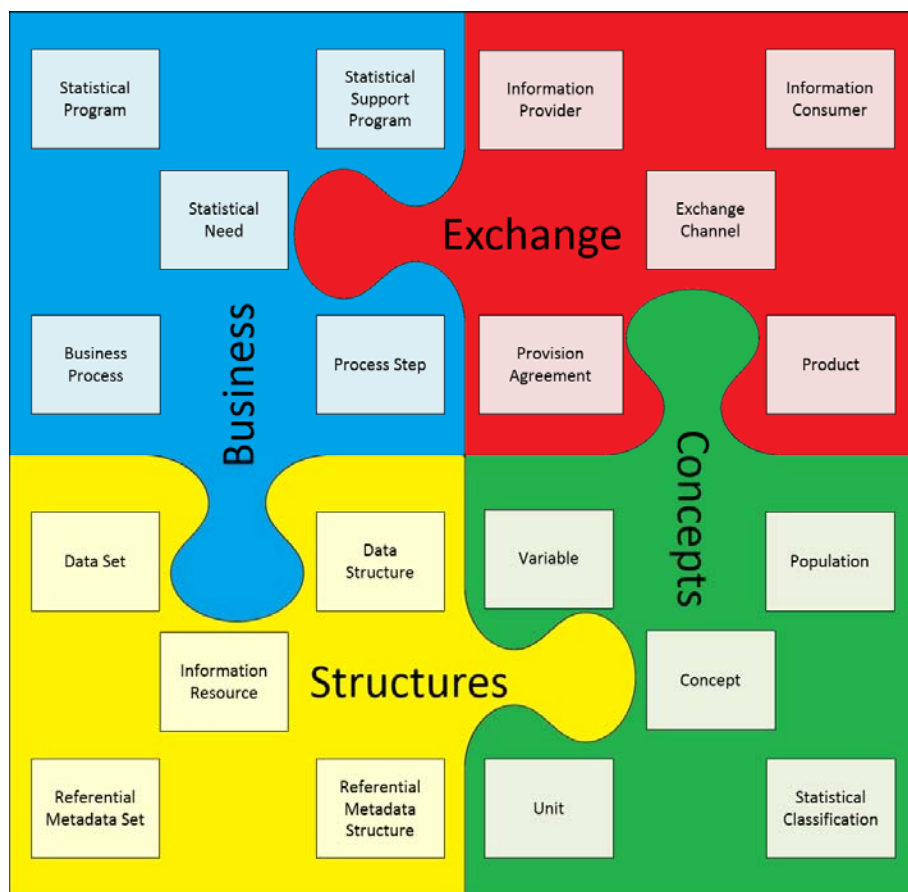 Statistical
Program
Statistical
Support
Program
Statistical
Need
Business
Process
Process Step
Business
Information
Provider
Information
Consumer
Exchange
Channel
Exchange
Provision
Agreement
Product
Data Set
Data
Structure
Information
Resource
Structures
Referential
Metadata Set
Referential
Metadata
Structure
Concepts
Variable
Population
Concept
Unit
Statistical
Classification